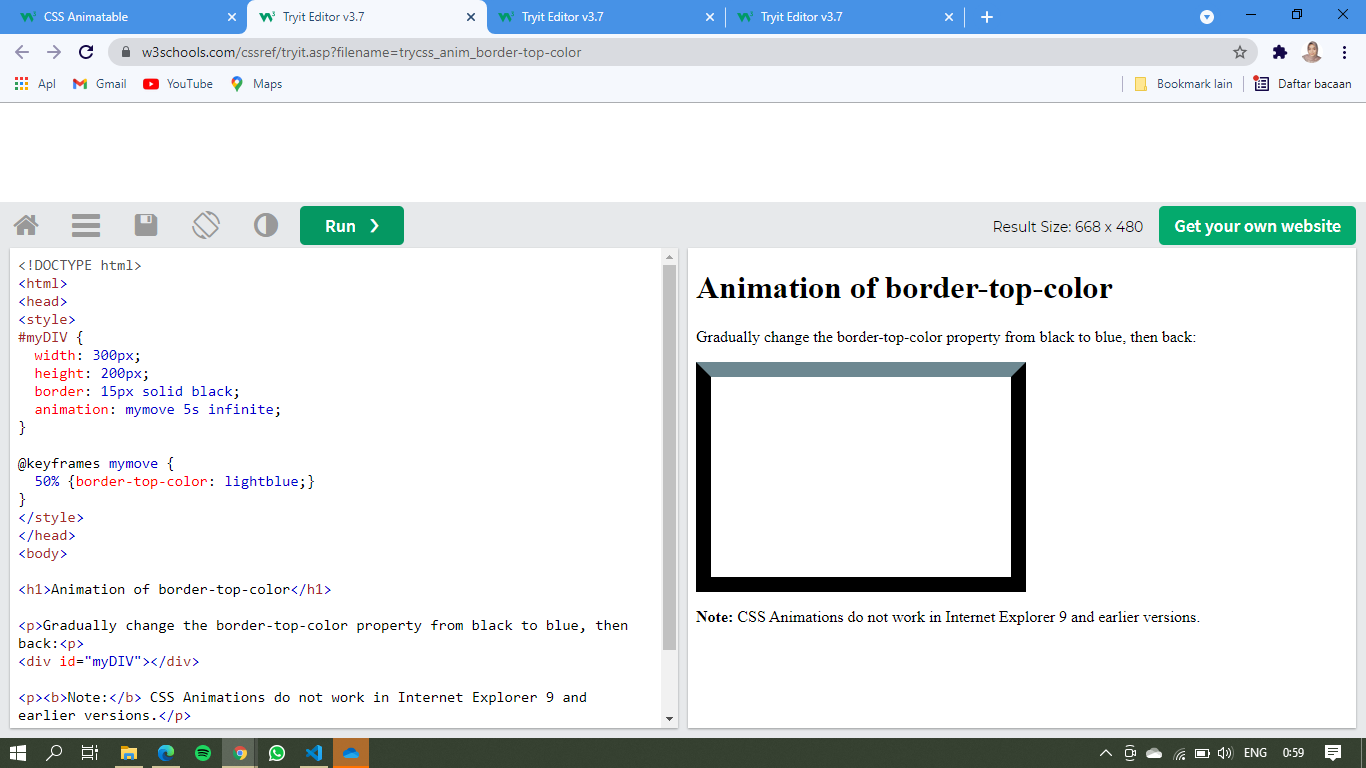 CSS Animatable
Tryit Editor v3.7
Tryit Editor v3.7
Tryit Editor v3.7
w3schools.com/cssref/tryit.asp?filename=trycss_anim_border-top-color
Apl
Gmail
YouTube
Maps
Bookmark lain
Daftar bacaan
Run ❯
Result Size: 668 x 480
Get your own website
<!DOCTYPE html>
<html>
<head>
<style>
#myDIV {
  width: 300px;
  height: 200px;
  border: 15px solid black;
  animation: mymove 5s infinite;
}
@keyframes mymove {
  50% {border-top-color: lightblue;}
}
</style>
</head>
<body>
<h1>Animation of border-top-color</h1>
<p>Gradually change the border-top-color property from black to blue, then
back:<p>
<div id="myDIV"></div>
<p><b>Note:</b> CSS Animations do not work in Internet Explorer 9 and
earlier versions.</p>
Animation of border-top-color
Gradually change the border-top-color property from black to blue, then back:
Note: CSS Animations do not work in Internet Explorer 9 and earlier versions.
ENG
0:59